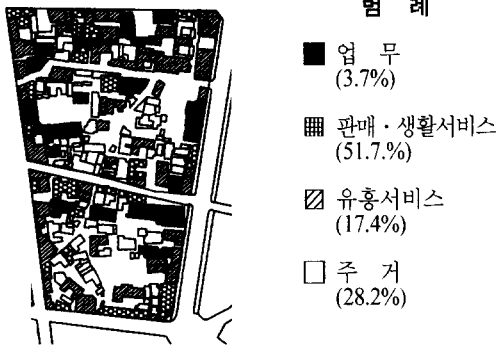 범 례
업 무
(3.7%)
판매·생활서비스
(51.7.%)
유흥서비스
(17.4%)
주 거
(28.2%)